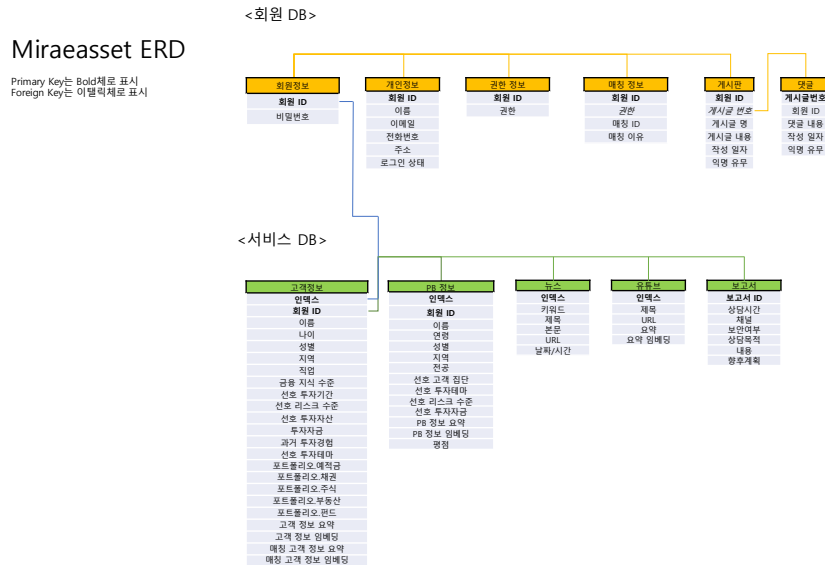 <회원 DB>
Miraeasset ERD
Primary Key는 Bold체로 표시
Foreign Key는 이탤릭체로 표시
회원정보
회원 ID
비밀번호
개인정보
회원 ID
이름
이메일
전화번호
주소
로그인 상태
권한 정보
회원 ID
권한
매칭 정보
회원 ID
권한
매칭 ID
매칭 이유
게시판
회원 ID
게시글 번호
게시글 명
게시글 내용
작성 일자
익명 유무
댓글
게시글번호
회원 ID
댓글 내용
작성 일자
익명 유무
<서비스 DB>
고객정보
인덱스
회원 ID
이름
나이
성별
지역
직업
금융 지식 수준
선호 투자기간
선호 리스크 수준
선호 투자자산
투자자금
과거 투자경험
선호 투자테마
포트폴리오.예적금
포트폴리오.채권
포트폴리오.주식
포트폴리오.부동산
포트폴리오.펀드
고객 정보 요약
고객 정보 임베딩
매칭 고객 정보 요약
매칭 고객 정보 임베딩
PB 정보
인덱스
회원 ID
이름
연령
성별
지역
전공
선호 고객 집단
선호 투자테마
선호 리스크 수준
선호 투자자금
PB 정보 요약
PB 정보 임베딩
평점
뉴스
인덱스
키워드
제목
본문
URL
날짜/시간
유튜브
인덱스
제목
URL
요약
요약 임베딩
보고서
보고서 ID
상담시간
채널
보안여부
상담목적
내용
향후계획